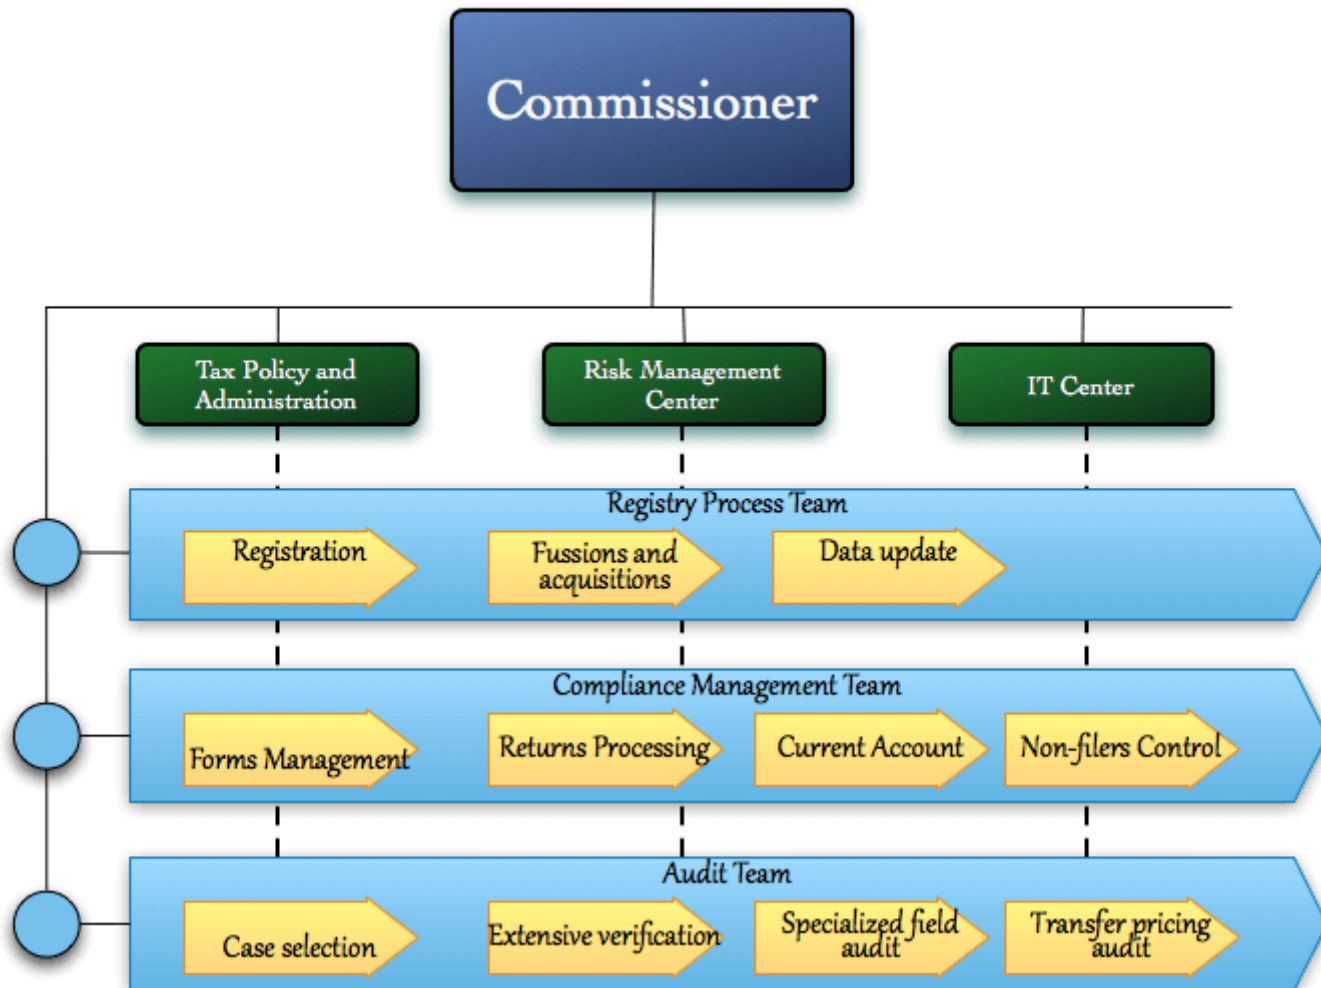 Commissioner
Tax Policy and
Administration
Risk Management
Center
IT Center
Registry Process Team
Registration
Fussions and
acquisitions
Data update
Compliance Management Team
Forms Management
Returns Processing
Current Account
Non-filers Control
Audit Team
Case selection
Extensive verification
Specialized field
audit
Transfer pricing
audit